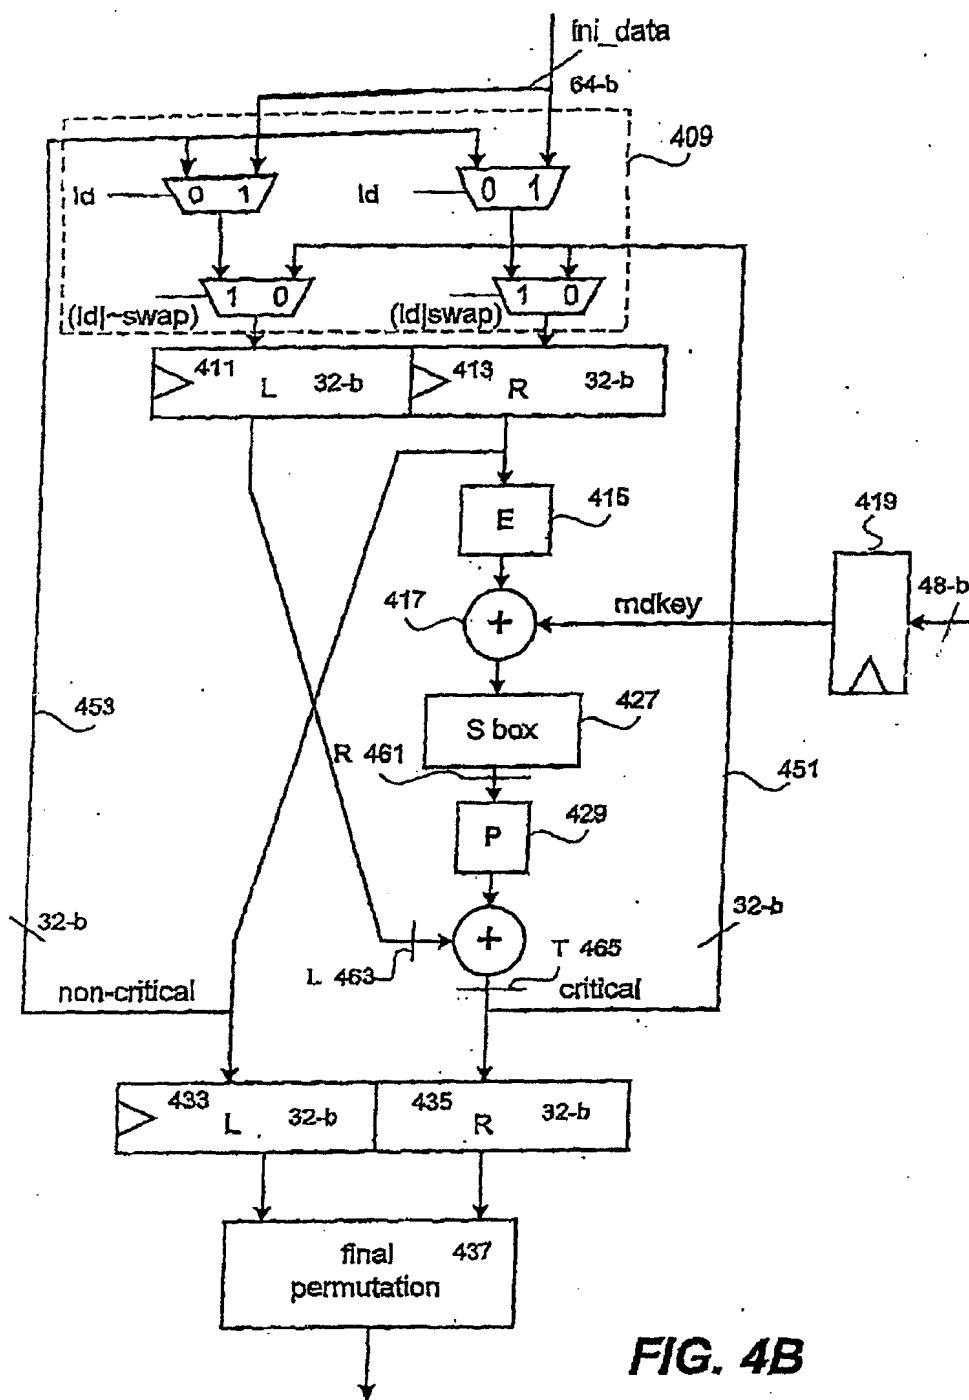 ini_data
64-b
409
ld 0 1
ld 0 1
1 0
1 0
(ld|~swap)
(ld|swap)
411 L 32-b
413 R 32-b
E
415
419
417
+
rndkey
48-b
453
S box
427
R 461
451
P
429
32-b
+
32-b
L 463
T 465
non-critical
critical
433 L 32-b
435 R 32-b
final permutation
437
FIG. 4B